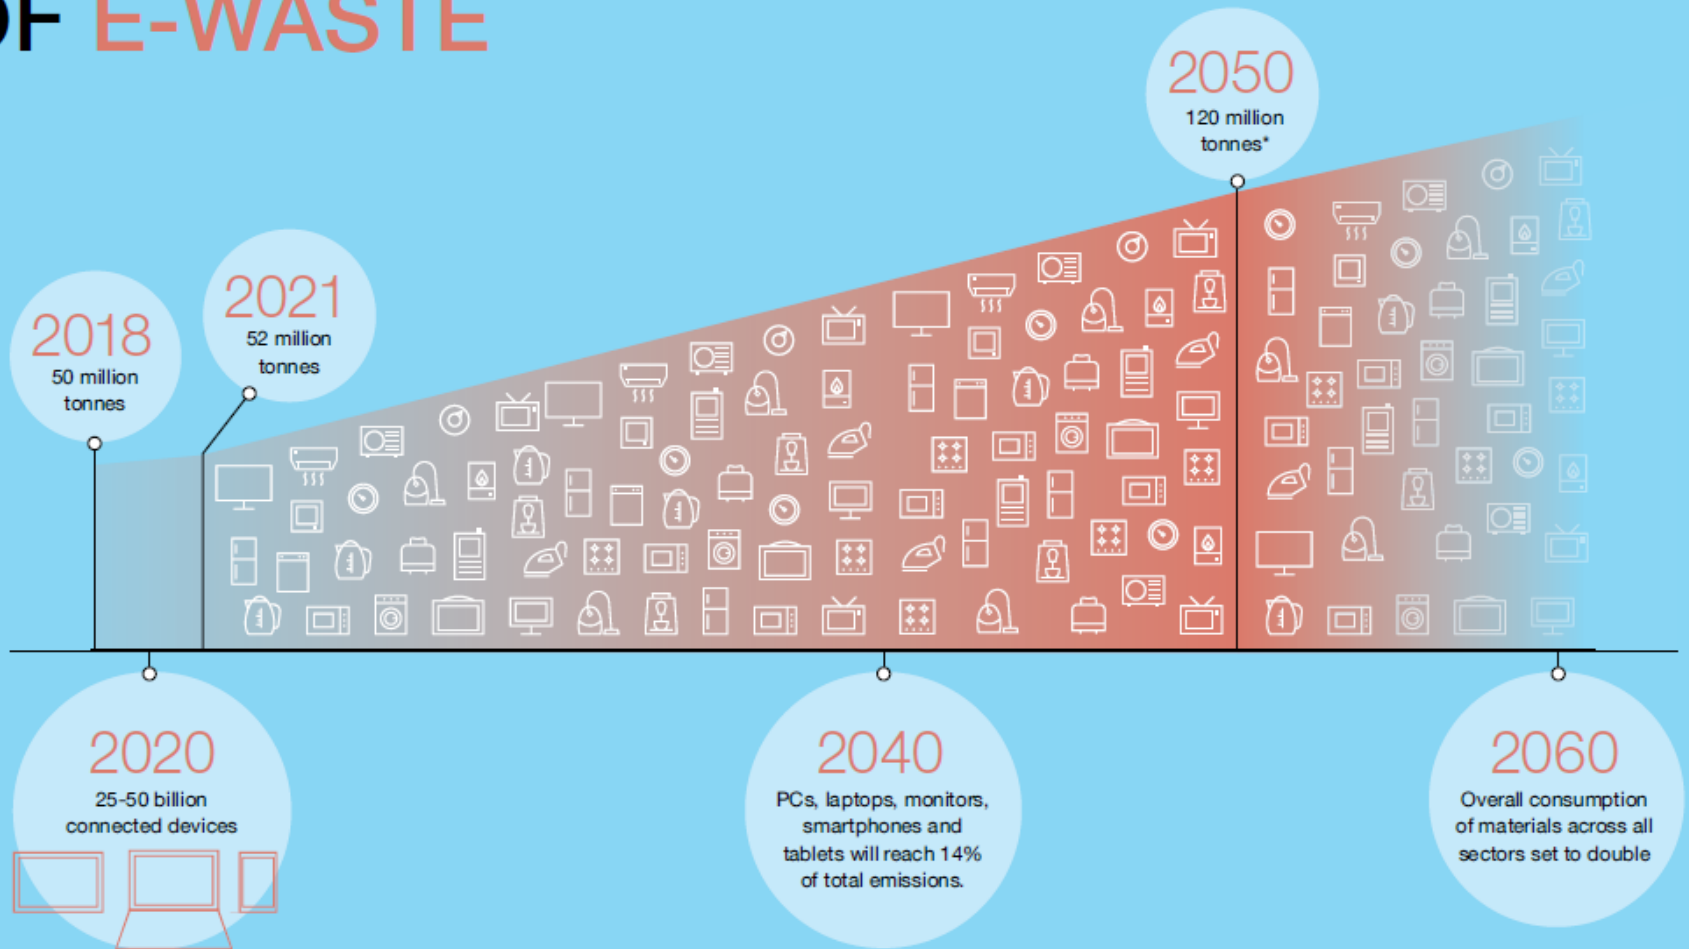 OF E-WASTE
2050
120 million
tonnes*
2021
52 million
tonnes
2018
50 million
tonnes
2020
25-50 billion
connected devices
2040
PCs, laptops, monitors,
smartphones and
tablets will reach 14%
of total emissions.
2060
Overall consumption
of materials across all
sectors set to double